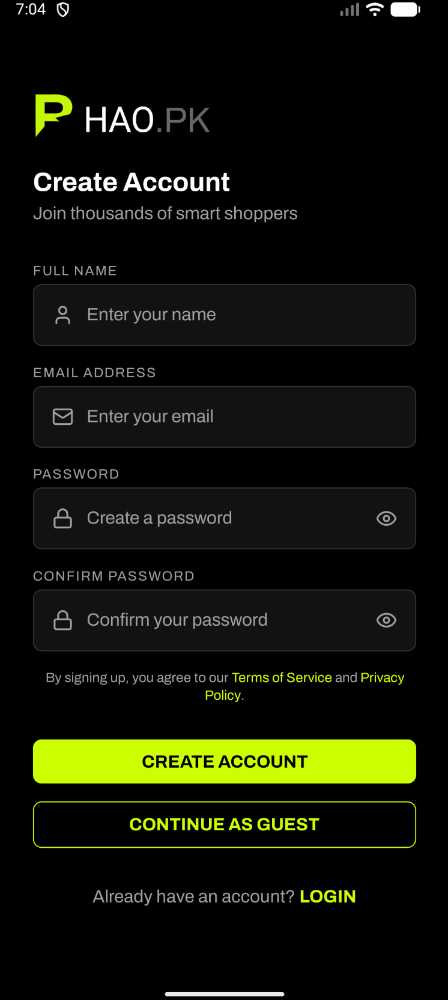 7:04
P HAO.PK
Create Account
Join thousands of smart shoppers
FULL NAME
Enter your name
EMAIL ADDRESS
Enter your email
PASSWORD
Create a password
CONFIRM PASSWORD
Confirm your password
By signing up, you agree to our Terms of Service and Privacy
Policy.
CREATE ACCOUNT
CONTINUE AS GUEST
Already have an account? LOGIN